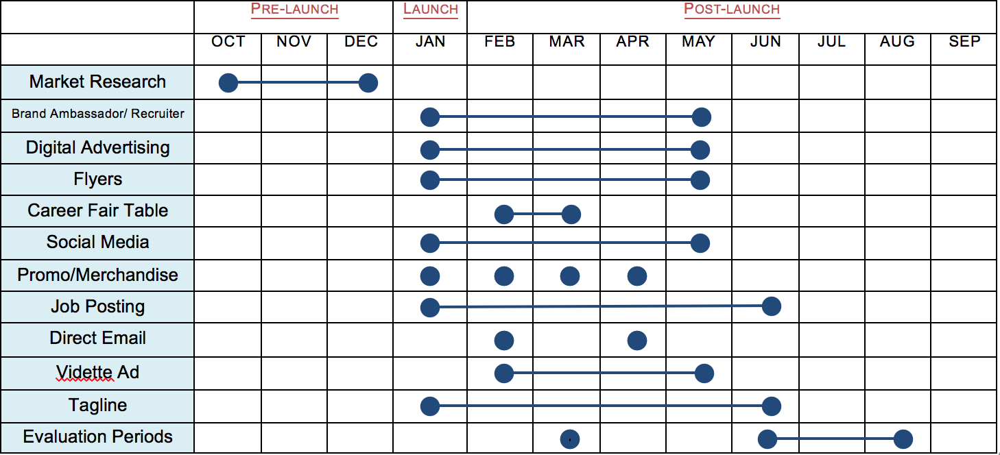 PRE-LAUNCH LAUNCH POST-LAUNCH
OCT NOV DEC JAN FEB MAR APR MAY JUN JUL AUG SEP
Market Research
Brand Ambassador/ Recruiter
Digital Advertising
Flyers
Career Fair Table
Social Media
Promo/Merchandise
Job Posting
Direct Email
Vidette Ad
Tagline
Evaluation Periods